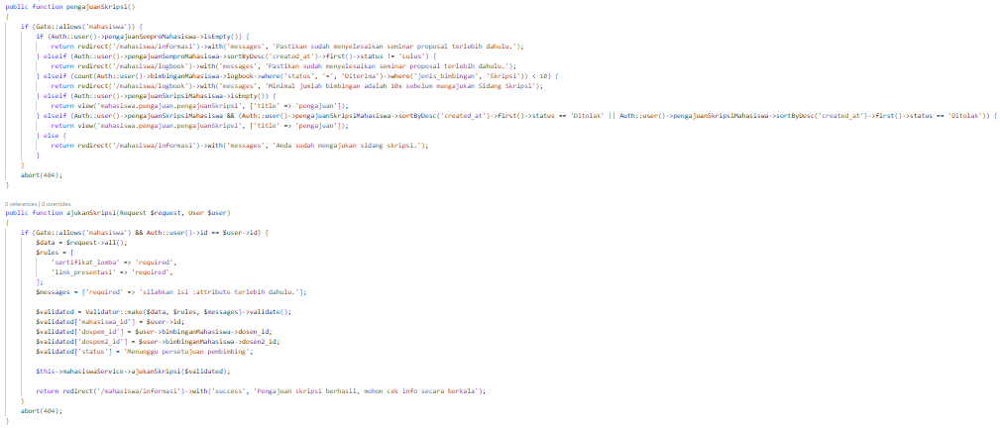 public function pengajuanSkripsi()
{
if (Gate::allows('mahasiswa')) {
if (Auth::user()->pengajuanSemproMahasiswa->isEmpty()) {
return redirect('/mahasiswa/informasi')->with('messages', 'Pastikan sudah menyelesaikan seminar proposal terlebih dahulu.');
} elseif (Auth::user()->pengajuanSemproMahasiswa->sortByDesc('created_at')->first()->status != 'Lulus') {
return redirect('/mahasiswa/logbook')->with('messages', 'Pastikan sudah menyelesaikan seminar proposal terlebih dahulu.');
} elseif (count(Auth::user()->bimbinganMahasiswa->logbook->where('status', '=', 'Diterima')->where('jenis_bimbingan', 'Skripsi')) < 10) {
return redirect('/mahasiswa/logbook')->with('messages', 'Minimal jumlah bimbingan adalah 10x sebelum mengajukan Sidang Skripsi');
} elseif (Auth::user()->pengajuanSkripsiMahasiswa->isEmpty()) {
return view('mahasiswa.pengajuan.pengajuanSkripsi', ['title' => 'pengajuan']);
} elseif (Auth::user()->pengajuanSkripsiMahasiswa && (Auth::user()->pengajuanSkripsiMahasiswa->sortByDesc('created_at')->first()->status == 'Ditolak' || Auth::user()->pengajuanSkripsiMahasiswa->sortByDesc('created_at')->first()->status == 'Ditolak')) {
return view('mahasiswa.pengajuan.pengajuanSkripsi', ['title' => 'pengajuan']);
} else {
return redirect('/mahasiswa/informasi')->with('messages', 'Anda sudah mengajukan sidang skripsi.');
}
}
abort(404);
}
0 references | 0 overrides
public function ajukanSkripsi(Request $request, User $user)
{
if (Gate::allows('mahasiswa') && Auth::user()->id == $user->id) {
$data = $request->all();
$rules = [
'sertifikat_lomba' => 'required',
'link_presentasi' => 'required',
];
$messages = ['required' => 'silahkan isi :attribute terlebih dahulu.'];
$validated = Validator::make($data, $rules, $messages)->validate();
$validated['mahasiswa_id'] = $user->id;
$validated['dospem_id'] = $user->bimbinganMahasiswa->dosen_id;
$validated['dospem2_id'] = $user->bimbinganMahasiswa->dosen2_id;
$validated['status'] = 'Menunggu persetujuan pembimbing';
$this->mahasiswaService->ajukanSkripsi($validated);
return redirect('/mahasiswa/informasi')->with('success', 'Pengajuan skripsi berhasil, mohon cek info secara berkala');
}
abort(404);
}